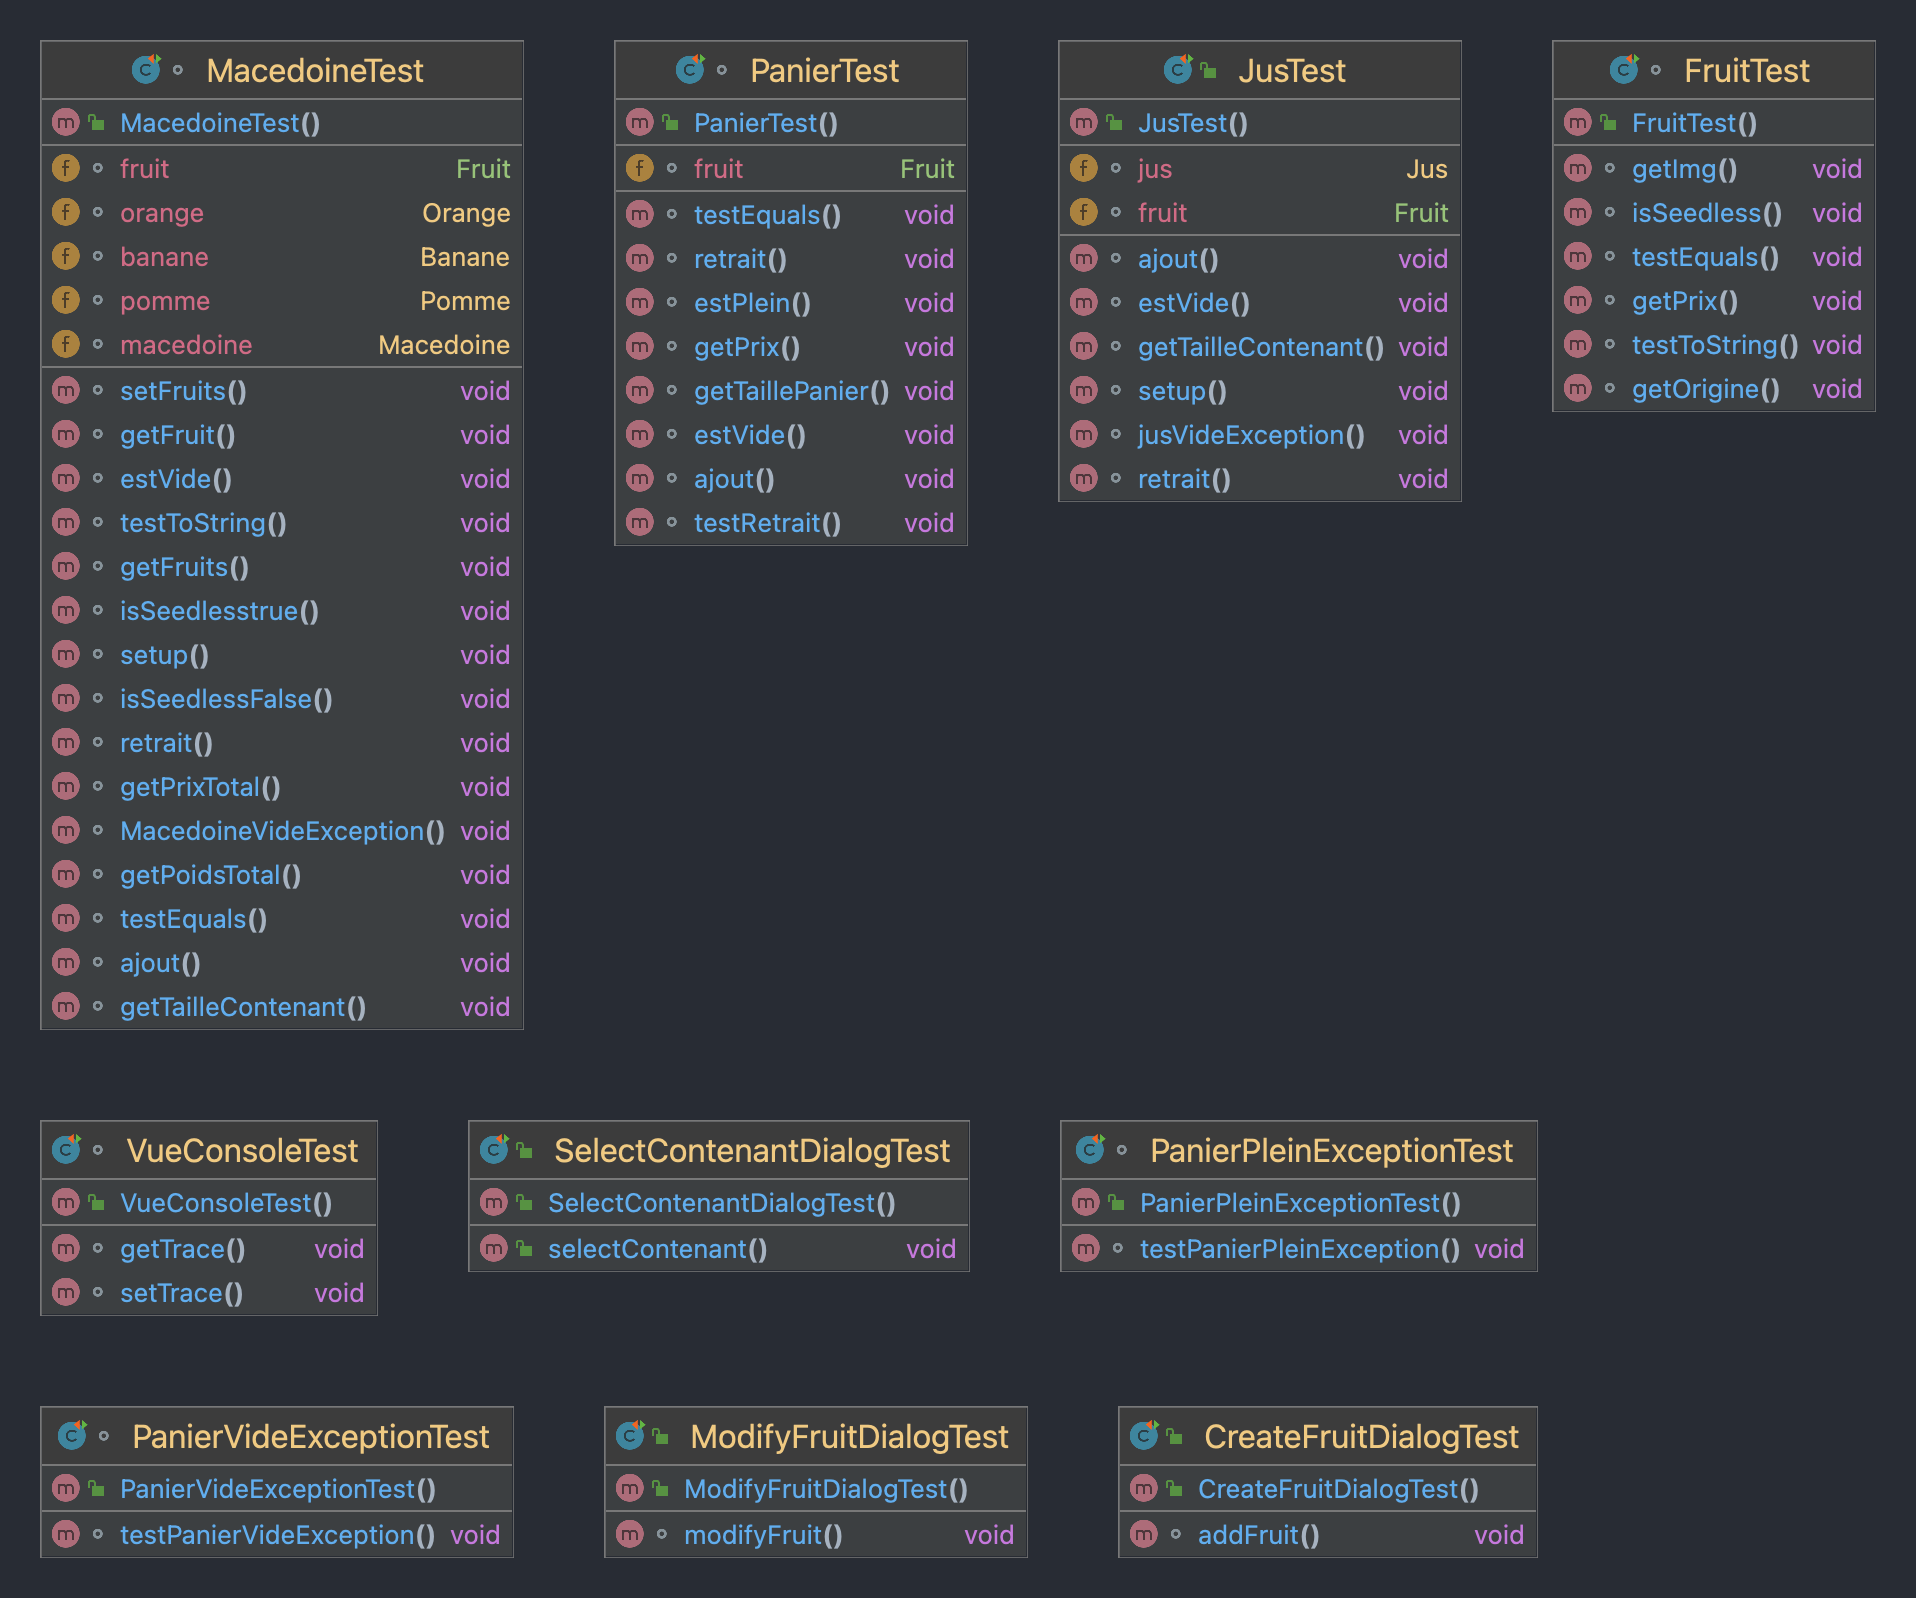 MacedoineTest
MacedoineTest()
fruit Fruit
orange Orange
banane Banane
pomme Pomme
macedoine Macedoine
setFruits() void
getFruit() void
estVide() void
testToString() void
getFruits() void
isSeedlesstrue() void
setup() void
isSeedlessFalse() void
retrait() void
getPrixTotal() void
MacedoineVideException() void
getPoidsTotal() void
testEquals() void
ajout() void
getTailleContenant() void
PanierTest
PanierTest()
fruit Fruit
testEquals() void
retrait() void
estPlein() void
getPrix() void
getTaillePanier() void
estVide() void
ajout() void
testRetrait() void
JusTest
JusTest()
jus Jus
fruit Fruit
ajout() void
estVide() void
getTailleContenant() void
setup() void
jusVideException() void
retrait() void
FruitTest
FruitTest()
getImg() void
isSeedless() void
testEquals() void
getPrix() void
testToString() void
getOrigine() void
VueConsoleTest
VueConsoleTest()
getTrace() void
setTrace() void
SelectContenantDialogTest
SelectContenantDialogTest()
selectContenant() void
PanierPleinExceptionTest
PanierPleinExceptionTest()
testPanierPleinException() void
PanierVideExceptionTest
PanierVideExceptionTest()
testPanierVideException() void
ModifyFruitDialogTest
ModifyFruitDialogTest()
modifyFruit() void
CreateFruitDialogTest
CreateFruitDialogTest()
addFruit() void